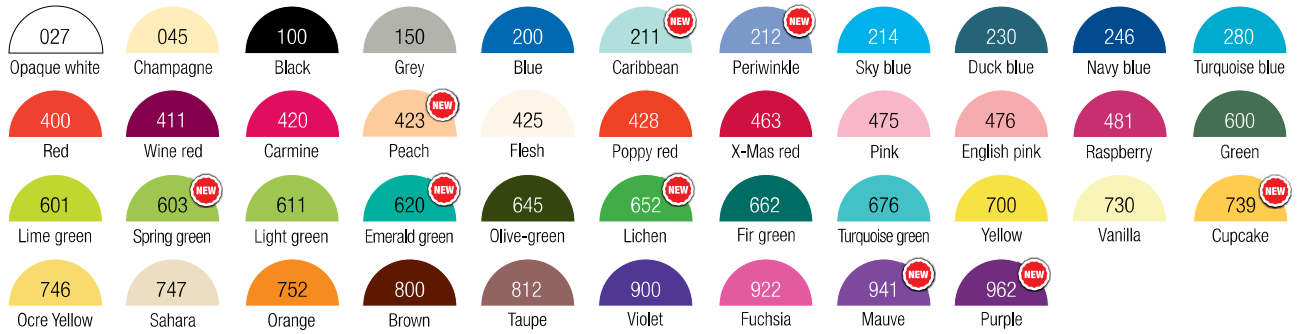 027 045 100 150 200 211 NEW 212 NEW 214 230 246 280
Opaque white Champagne Black Grey Blue Caribbean Periwinkle Sky blue Duck blue Navy blue Turquoise blue
400 411 420 423 NEW 425 428 463 475 476 481 600
Red Wine red Carmine Peach Flesh Poppy red X-Mas red Pink English pink Raspberry Green
601 603 NEW 611 620 NEW 645 652 NEW 662 676 700 730 739 NEW
Lime green Spring green Light green Emerald green Olive-green Lichen Fir green Turquoise green Yellow Vanilla Cupcake
746 747 752 800 812 900 922 941 NEW 962 NEW
Ocre Yellow Sahara Orange Brown Taupe Violet Fuchsia Mauve Purple